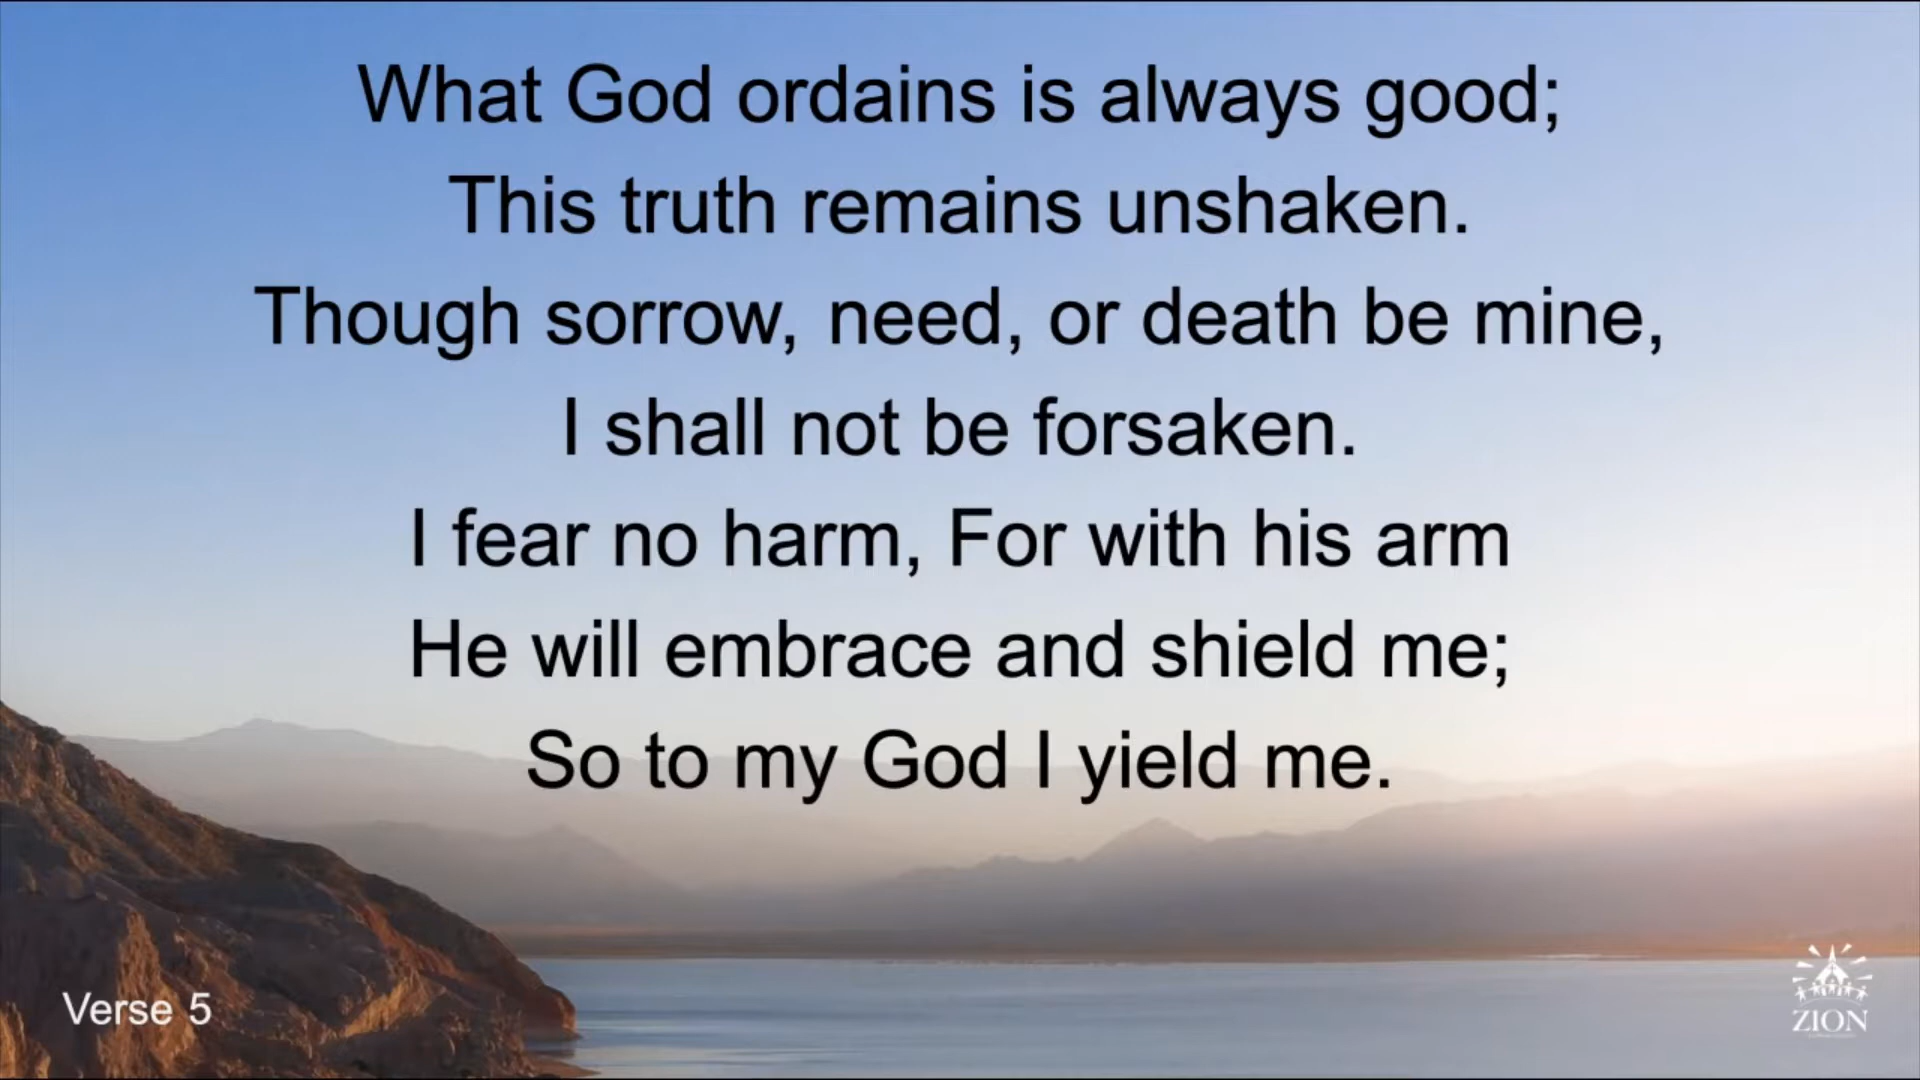 What God ordains is always good;
This truth remains unshaken.
Though sorrow, need, or death be mine,
I shall not be forsaken.
I fear no harm, For with his arm
He will embrace and shield me;
So to my God I yield me.
Verse 5
ZION